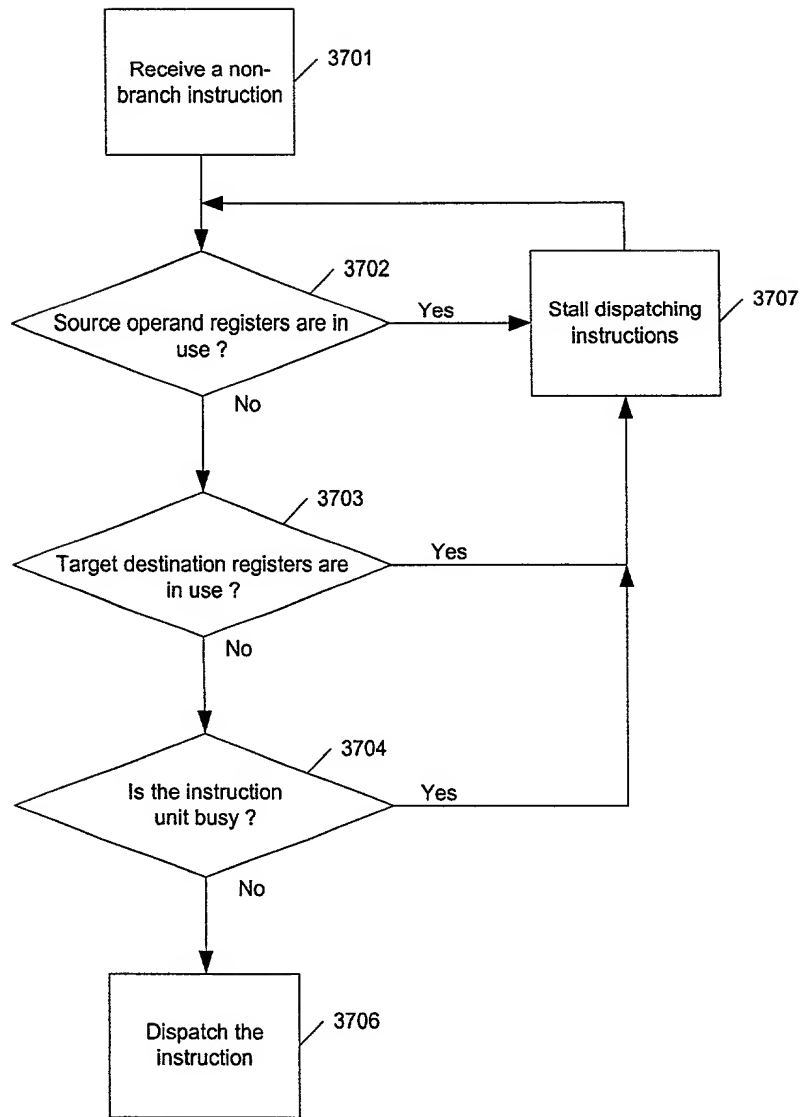 Receive a non-
branch instruction
3701
3702
Source operand registers are in
use ?
Yes
No
Stall dispatching
instructions
3707
3703
Target destination registers are
in use ?
Yes
No
3704
Is the instruction
unit busy ?
Yes
No
Dispatch the
instruction
3706